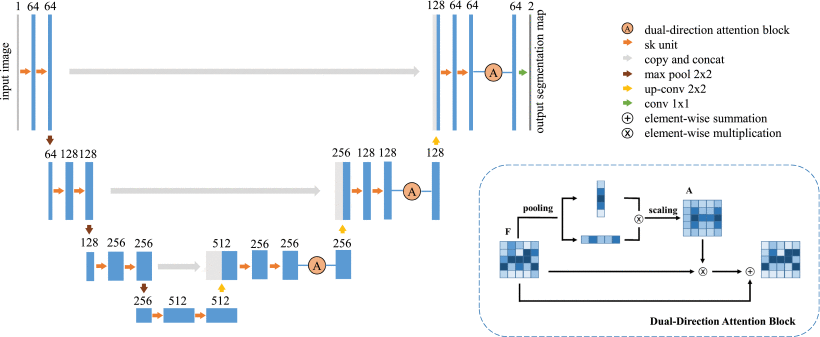 1 64 64
128 64 64
64 2
input image
output segmentation map
A
dual-direction attention block
sk unit
copy and concat
max pool 2x2
up-conv 2x2
conv 1x1
element-wise summation
element-wise multiplication
64 128 128
256 128 128
128
A
128 256 256
512 256 256
256
A
256 512 512
A
pooling
scaling
A
F
Dual-Direction Attention Block